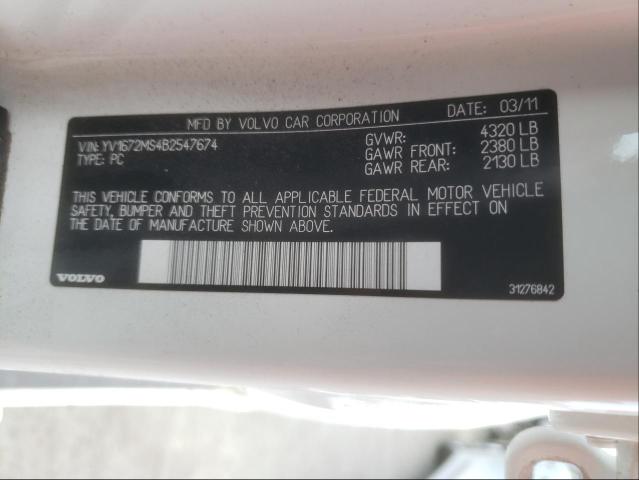 MFD BY VOLVO CAR CORPORATION DATE: 03/11
VIN: YV1672MS4B2547674 GVWR: 4320 LB
TYPE: PC GAWR FRONT: 2380 LB
GAWR REAR: 2130 LB
THIS VEHICLE CONFORMS TO ALL APPLICABLE FEDERAL MOTOR VEHICLE
SAFETY, BUMPER AND THEFT PREVENTION STANDARDS IN EFFECT ON
THE DATE OF MANUFACTURE SHOWN ABOVE.
VOLVO 31276842